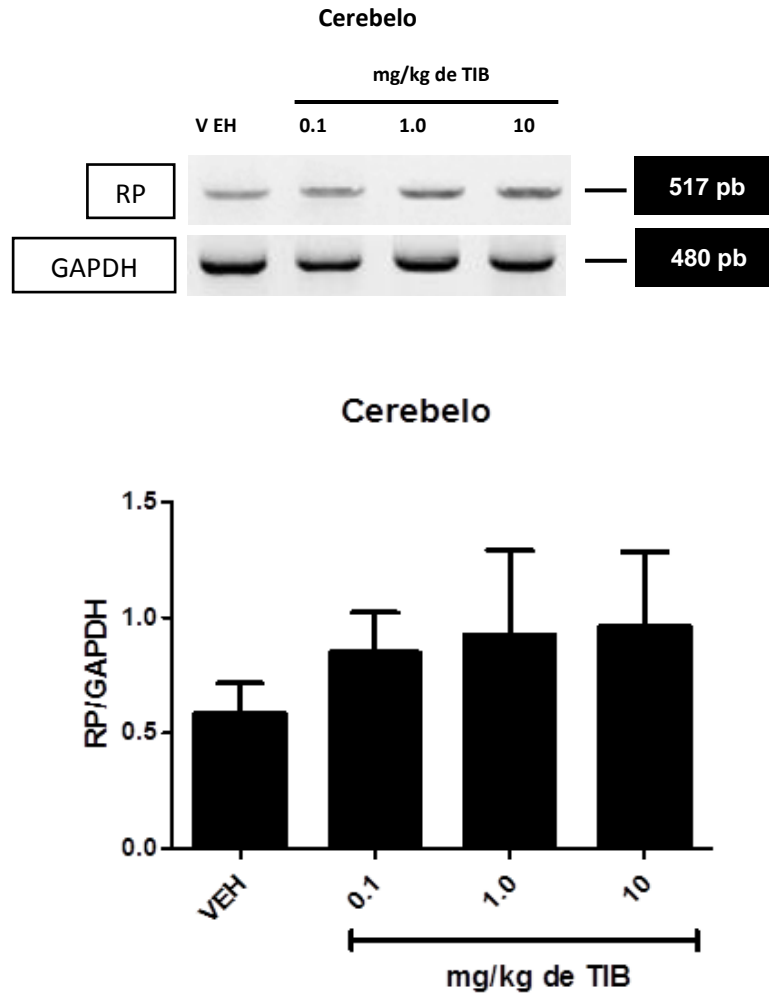 Cerebelo
mg/kg de TIB
V EH 0.1 1.0 10
RP 517 pb
GAPDH 480 pb
Cerebelo
1.5
1.0
0.5
0.0
RP/GAPDH
VEH 0.1 1.0 10
mg/kg de TIB